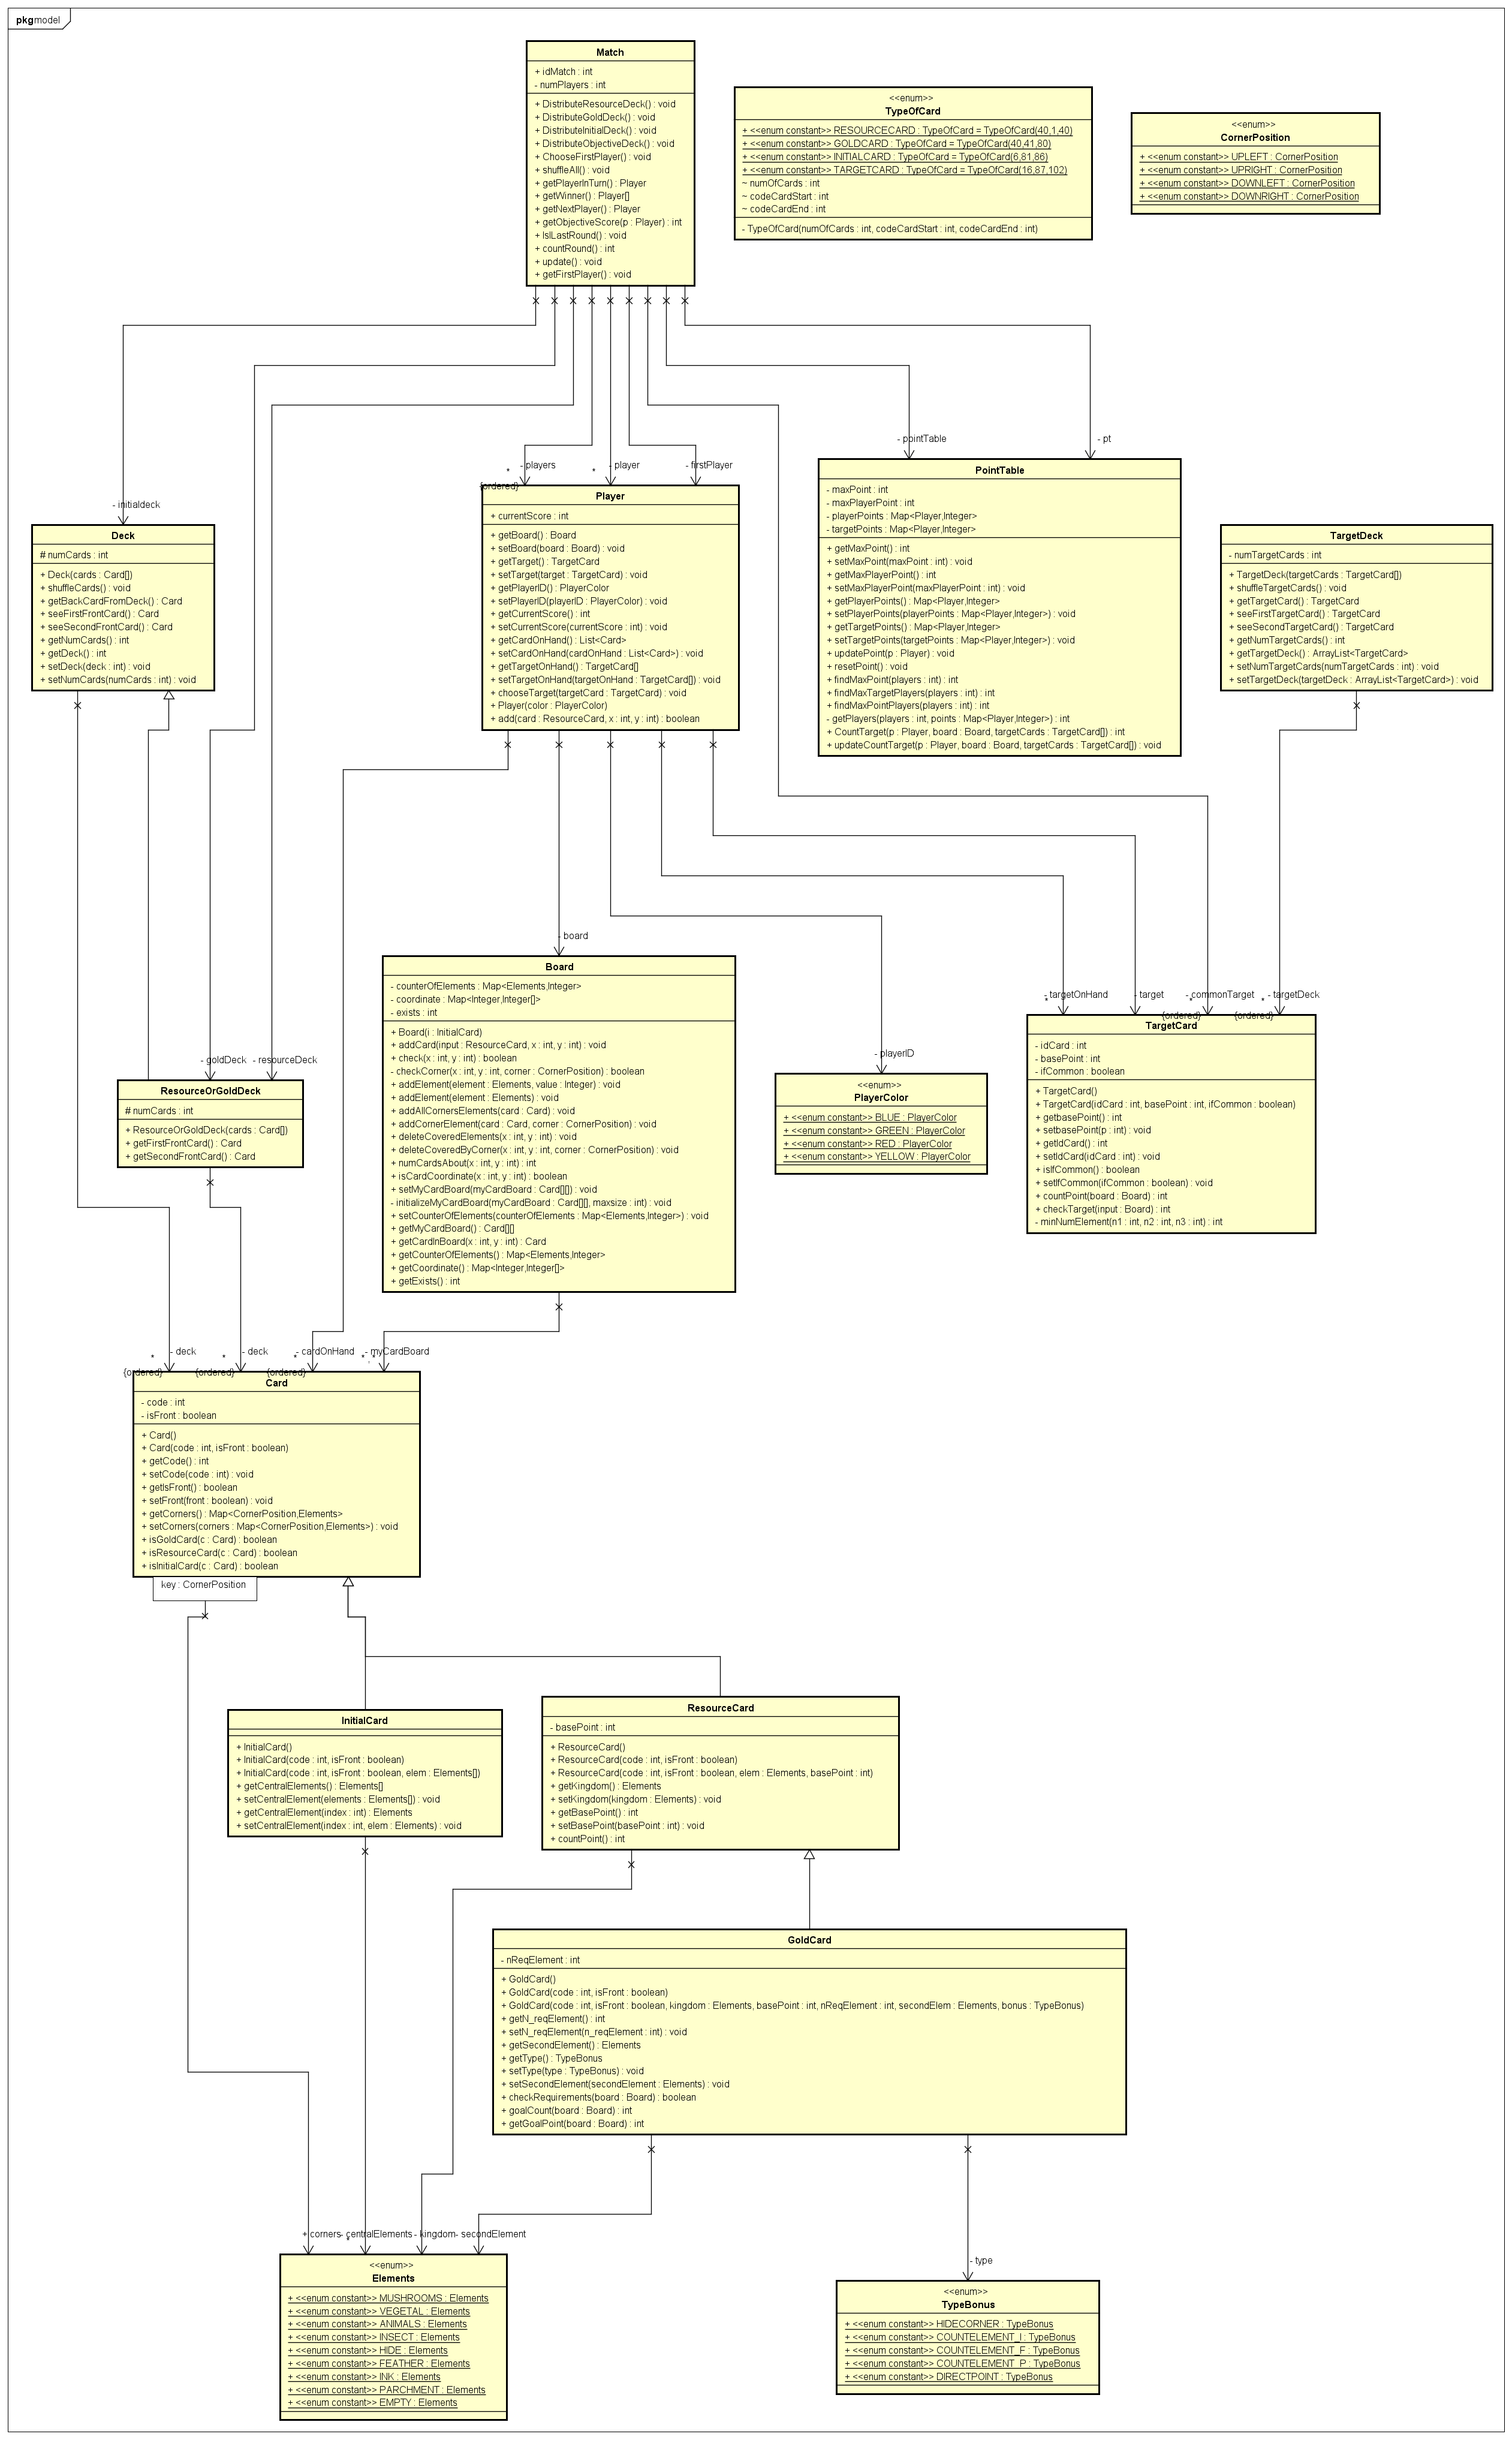 pkg model
Match
+ idMatch : int
- numPlayers : int
+ DistributeResourceDeck() : void
+ DistributeGoldDeck() : void
+ DistributeInitialDeck() : void
+ DistributeObjectiveDeck() : void
+ ChooseFirstPlayer() : void
+ shuffleAll() : void
+ getPlayerInTurn() : Player
+ getWinner() : Player[]
+ getNextPlayer() : Player
+ getObjectiveScore(p : Player) : int
+ IsILastRound() : void
+ countRound() : int
+ update() : void
+ getFirstPlayer() : void
<<enum>>
TypeOfCard
+ <<enum constant>> RESOURCECARD : TypeOfCard = TypeOfCard(40,1,40)
+ <<enum constant>> GOLDCARD : TypeOfCard = TypeOfCard(40,41,80)
+ <<enum constant>> INITIALCARD : TypeOfCard = TypeOfCard(6,81,86)
+ <<enum constant>> TARGETCARD : TypeOfCard = TypeOfCard(16,87,102)
~ numOfCards : int
~ codeCardStart : int
~ codeCardEnd : int
- TypeOfCard(numOfCards : int, codeCardStart : int, codeCardEnd : int)
<<enum>>
CornerPosition
+ <<enum constant>> UPLEFT : CornerPosition
+ <<enum constant>> UPRIGHT : CornerPosition
+ <<enum constant>> DOWNLEFT : CornerPosition
+ <<enum constant>> DOWNRIGHT : CornerPosition
- initialdeck
* - players
{ordered}
* - player
- firstPlayer
- pointTable
- pt
Deck
# numCards : int
+ Deck(cards : Card[])
+ shuffleCards() : void
+ getBackCardFromDeck() : Card
+ seeFirstFrontCard() : Card
+ seeSecondFrontCard() : Card
+ getNumCards() : int
+ getDeck() : int
+ setDeck(deck : int) : void
+ setNumCards(numCards : int) : void
Player
+ currentScore : int
+ getBoard() : Board
+ setBoard(board : Board) : void
+ getTarget() : TargetCard
+ setTarget(target : TargetCard) : void
+ getPlayerID() : PlayerColor
+ setPlayerID(playerID : PlayerColor) : void
+ getCurrentScore() : int
+ setCurrentScore(currentScore : int) : void
+ getCardOnHand() : List<Card>
+ setCardOnHand(cardOnHand : List<Card>) : void
+ getTargetOnHand() : TargetCard[]
+ setTargetOnHand(targetOnHand : TargetCard[]) : void
+ chooseTarget(targetCard : TargetCard) : void
+ Player(color : PlayerColor)
+ add(card : ResourceCard, x : int, y : int) : boolean
PointTable
- maxPoint : int
- maxPlayerPoint : int
- playerPoints : Map<Player,Integer>
- targetPoints : Map<Player,Integer>
+ getMaxPoint() : int
+ setMaxPoint(maxPoint : int) : void
+ getMaxPlayerPoint() : int
+ setMaxPlayerPoint(maxPlayerPoint : int) : void
+ getPlayerPoints() : Map<Player,Integer>
+ setPlayerPoints(playerPoints : Map<Player,Integer>) : void
+ getTargetPoints() : Map<Player,Integer>
+ setTargetPoints(targetPoints : Map<Player,Integer>) : void
+ updatePoint(p : Player) : void
+ resetPoint() : void
+ findMaxPoint(players : int) : int
+ findMaxTargetPlayers(players : int) : int
+ findMaxPointPlayers(players : int) : int
- getPlayers(players : int, points : Map<Player,Integer>) : int
+ CountTarget(p : Player, board : Board, targetCards : TargetCard[]) : int
+ updateCountTarget(p : Player, board : Board, targetCards : TargetCard[]) : void
TargetDeck
- numTargetCards : int
+ TargetDeck(targetCards : TargetCard[])
+ shuffleTargetCards() : void
+ getTargetCard() : TargetCard
+ seeFirstTargetCard() : TargetCard
+ seeSecondTargetCard() : TargetCard
+ getNumTargetCards() : int
+ getTargetDeck() : ArrayList<TargetCard>
+ setNumTargetCards(numTargetCards : int) : void
+ setTargetDeck(targetDeck : ArrayList<TargetCard>) : void
- board
- playerID
- targetOnHand
*
- target
- commonTarget
* {ordered}
- targetDeck
* {ordered}
- goldDeck
- resourceDeck
Board
- counterOfElements : Map<Elements,Integer>
- coordinate : Map<Integer,Integer[]>
- exists : int
+ Board(i : InitialCard)
+ addCard(input : ResourceCard, x : int, y : int) : void
+ check(x : int, y : int) : boolean
- checkCorner(x : int, y : int, corner : CornerPosition) : boolean
+ addElement(element : Elements, value : Integer) : void
+ addElement(element : Elements) : void
+ addAllCornersElements(card : Card) : void
+ addCornerElement(card : Card, corner : CornerPosition) : void
+ deleteCoveredElements(x : int, y : int) : void
+ deleteCoveredByCorner(x : int, y : int, corner : CornerPosition) : void
+ numCardsAbout(x : int, y : int) : int
+ isCardCoordinate(x : int, y : int) : boolean
+ setMyCardBoard(myCardBoard : Card[][]) : void
- initializeMyCardBoard(myCardBoard : Card[][], maxsize : int) : void
+ setCounterOfElements(counterOfElements : Map<Elements,Integer>) : void
+ getMyCardBoard() : Card[][]
+ getCardInBoard(x : int, y : int) : Card
+ getCounterOfElements() : Map<Elements,Integer>
+ getCoordinate() : Map<Integer,Integer[]>
+ getExists() : int
TargetCard
- idCard : int
- basePoint : int
- ifCommon : boolean
+ TargetCard()
+ TargetCard(idCard : int, basePoint : int, ifCommon : boolean)
+ getbasePoint() : int
+ setbasePoint(p : int) : void
+ getIdCard() : int
+ setIdCard(idCard : int) : void
+ isIfCommon() : boolean
+ setIfCommon(ifCommon : boolean) : void
+ countPoint(board : Board) : int
+ checkTarget(input : Board) : int
- minNumElement(n1 : int, n2 : int, n3 : int) : int
<<enum>>
PlayerColor
+ <<enum constant>> BLUE : PlayerColor
+ <<enum constant>> GREEN : PlayerColor
+ <<enum constant>> RED : PlayerColor
+ <<enum constant>> YELLOW : PlayerColor
ResourceOrGoldDeck
# numCards : int
+ ResourceOrGoldDeck(cards : Card[])
+ getFirstFrontCard() : Card
+ getSecondFrontCard() : Card
* - deck
{ordered}
* - deck
{ordered}
* - cardOnHand
{ordered}
* - myCardBoard
Card
- code : int
- isFront : boolean
+ Card()
+ Card(code : int, isFront : boolean)
+ getCode() : int
+ setCode(code : int) : void
+ getIsFront() : boolean
+ setFront(front : boolean) : void
+ getCorners() : Map<CornerPosition,Elements>
+ setCorners(corners : Map<CornerPosition,Elements>) : void
+ isGoldCard(c : Card) : boolean
+ isResourceCard(c : Card) : boolean
+ isInitialCard(c : Card) : boolean
key : CornerPosition
InitialCard
+ InitialCard()
+ InitialCard(code : int, isFront : boolean)
+ InitialCard(code : int, isFront : boolean, elem : Elements[])
+ getCentralElements() : Elements[]
+ setCentralElement(elements : Elements[]) : void
+ getCentralElement(index : int) : Elements
+ setCentralElement(index : int, elem : Elements) : void
ResourceCard
- basePoint : int
+ ResourceCard()
+ ResourceCard(code : int, isFront : boolean)
+ ResourceCard(code : int, isFront : boolean, elem : Elements, basePoint : int)
+ getKingdom() : Elements
+ setKingdom(kingdom : Elements) : void
+ getBasePoint() : int
+ setBasePoint(basePoint : int) : void
+ countPoint() : int
GoldCard
- nReqElement : int
+ GoldCard()
+ GoldCard(code : int, isFront : boolean)
+ GoldCard(code : int, isFront : boolean, kingdom : Elements, basePoint : int, nReqElement : int, secondElem : Elements, bonus : TypeBonus)
+ getN_reqElement() : int
+ setN_reqElement(n_reqElement : int) : void
+ getSecondElement() : Elements
+ getType() : TypeBonus
+ setType(type : TypeBonus) : void
+ setSecondElement(secondElement : Elements) : void
+ checkRequirements(board : Board) : boolean
+ goalCount(board : Board) : int
+ getGoalPoint(board : Board) : int
+ corners
- centralElements
*
- kingdom
- secondElement
- type
<<enum>>
Elements
+ <<enum constant>> MUSHROOMS : Elements
+ <<enum constant>> VEGETAL : Elements
+ <<enum constant>> ANIMALS : Elements
+ <<enum constant>> INSECT : Elements
+ <<enum constant>> HIDE : Elements
+ <<enum constant>> FEATHER : Elements
+ <<enum constant>> INK : Elements
+ <<enum constant>> PARCHMENT : Elements
+ <<enum constant>> EMPTY : Elements
<<enum>>
TypeBonus
+ <<enum constant>> HIDECORNER : TypeBonus
+ <<enum constant>> COUNTELEMENT_I : TypeBonus
+ <<enum constant>> COUNTELEMENT_F : TypeBonus
+ <<enum constant>> COUNTELEMENT_P : TypeBonus
+ <<enum constant>> DIRECTPOINT : TypeBonus